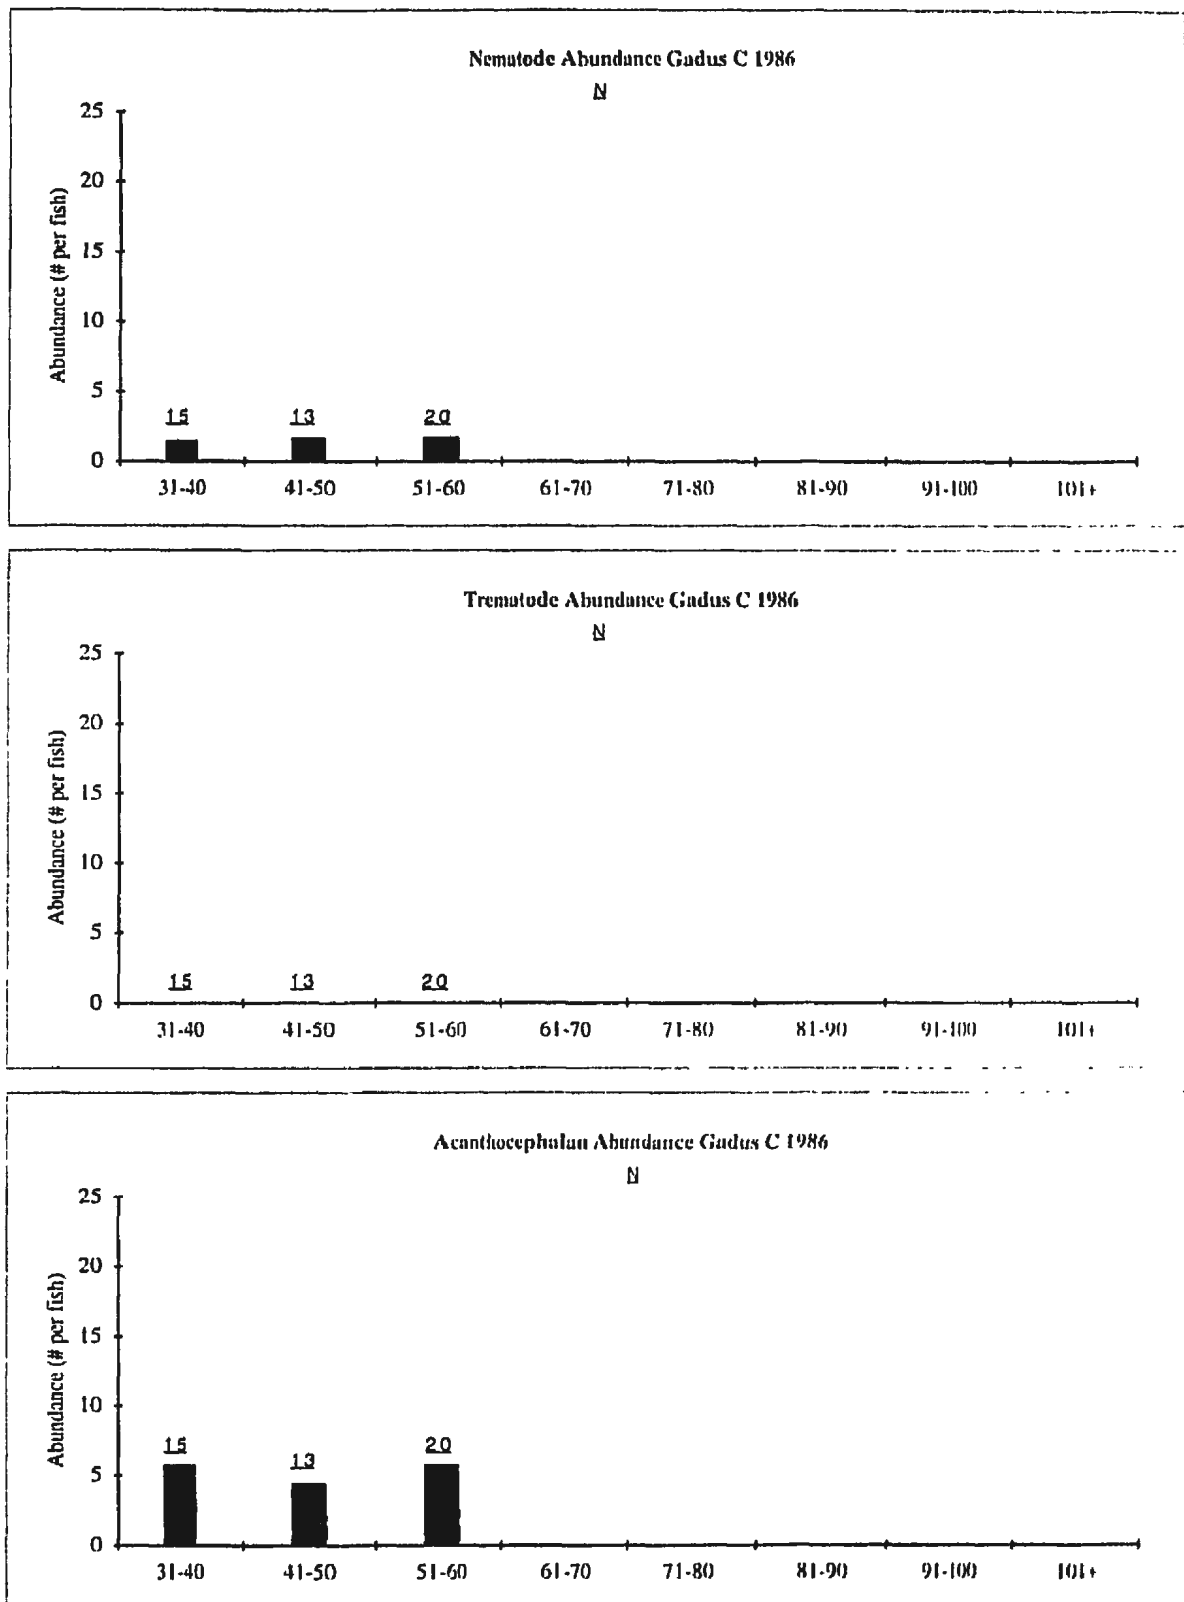 Nematode Abundance Gadus C 1986
N
25
20
15
10
5
0
Abundance (# per fish)
15 13 20
31-40 41-50 51-60 61-70 71-80 81-90 91-100 101+
Trematode Abundance Gadus C 1986
N
25
20
15
10
5
0
Abundance (# per fish)
15 13 20
31-40 41-50 51-60 61-70 71-80 81-90 91-100 101+
Acanthocephalan Abundance Gadus C 1986
N
25
20
15
10
5
0
Abundance (# per fish)
15 13 20
31-40 41-50 51-60 61-70 71-80 81-90 91-100 101+